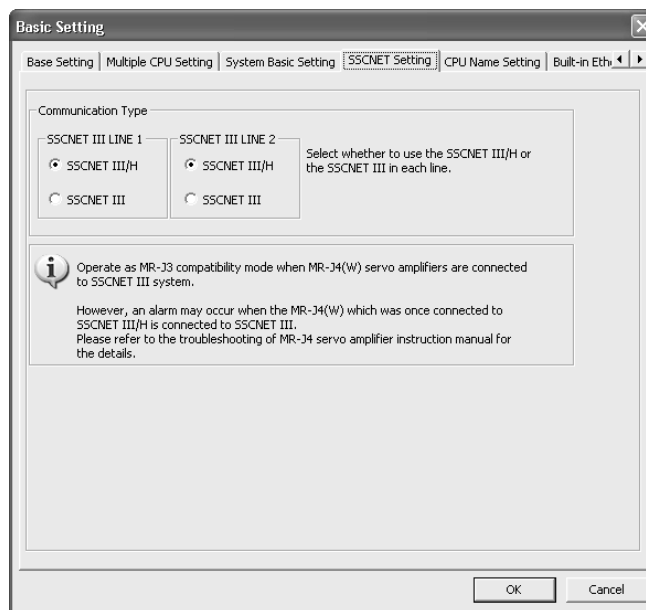 Basic Setting
Base Setting | Multiple CPU Setting | System Basic Setting | SSCNET Setting | CPU Name Setting | Built-in Eth
Communication Type
SSCNET III LINE 1
SSCNET III/H
SSCNET III
SSCNET III LINE 2
SSCNET III/H
SSCNET III
Select whether to use the SSCNET III/H or
the SSCNET III in each line.
Operate as MR-J3 compatibility mode when MR-J4(W) servo amplifiers are connected
to SSCNET III system.
However, an alarm may occur when the MR-J4(W) which was once connected to
SSCNET III/H is connected to SSCNET III.
Please refer to the troubleshooting of MR-J4 servo amplifier instruction manual for
the details.
OK
Cancel